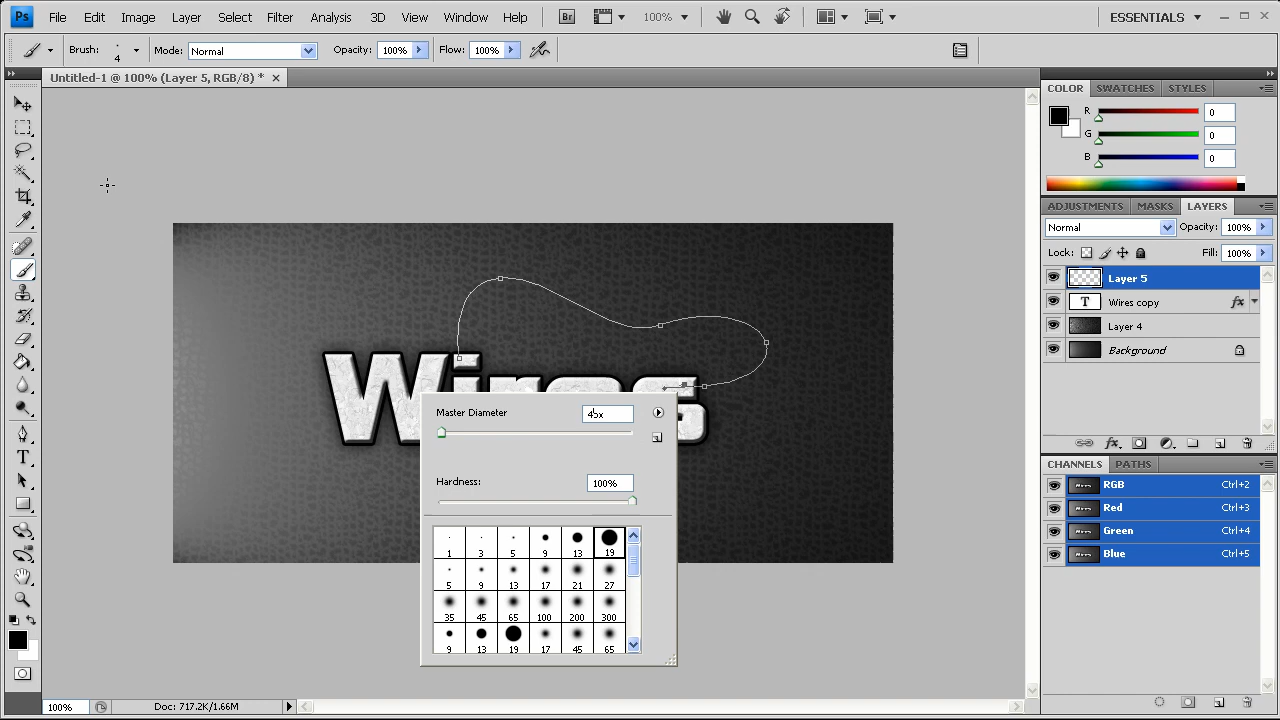 Ps File Edit Image Layer Select Filter Analysis 3D View Window Help Br 100% ESSENTIALS
Brush: 4 Mode: Normal Opacity: 100% Flow: 100%
Untitled-1 @ 100% (Layer 5, RGB/8) *
COLOR SWATCHES STYLES
R 0
G 0
B 0
ADJUSTMENTS MASKS LAYERS
Normal Opacity: 100%
Lock: Fill: 100%
Layer 5
T Wires copy fx
Layer 4
Background
fx
CHANNELS PATHS
RGB Ctrl+2
Red Ctrl+3
Green Ctrl+4
Blue Ctrl+5
Wires
Master Diameter
Hardness: 100%
1 3 5 9 13 19
5 9 13 17 21 27
35 45 65 100 200 300
9 13 19 17 45 65
100% Doc: 717.2K/1.66M